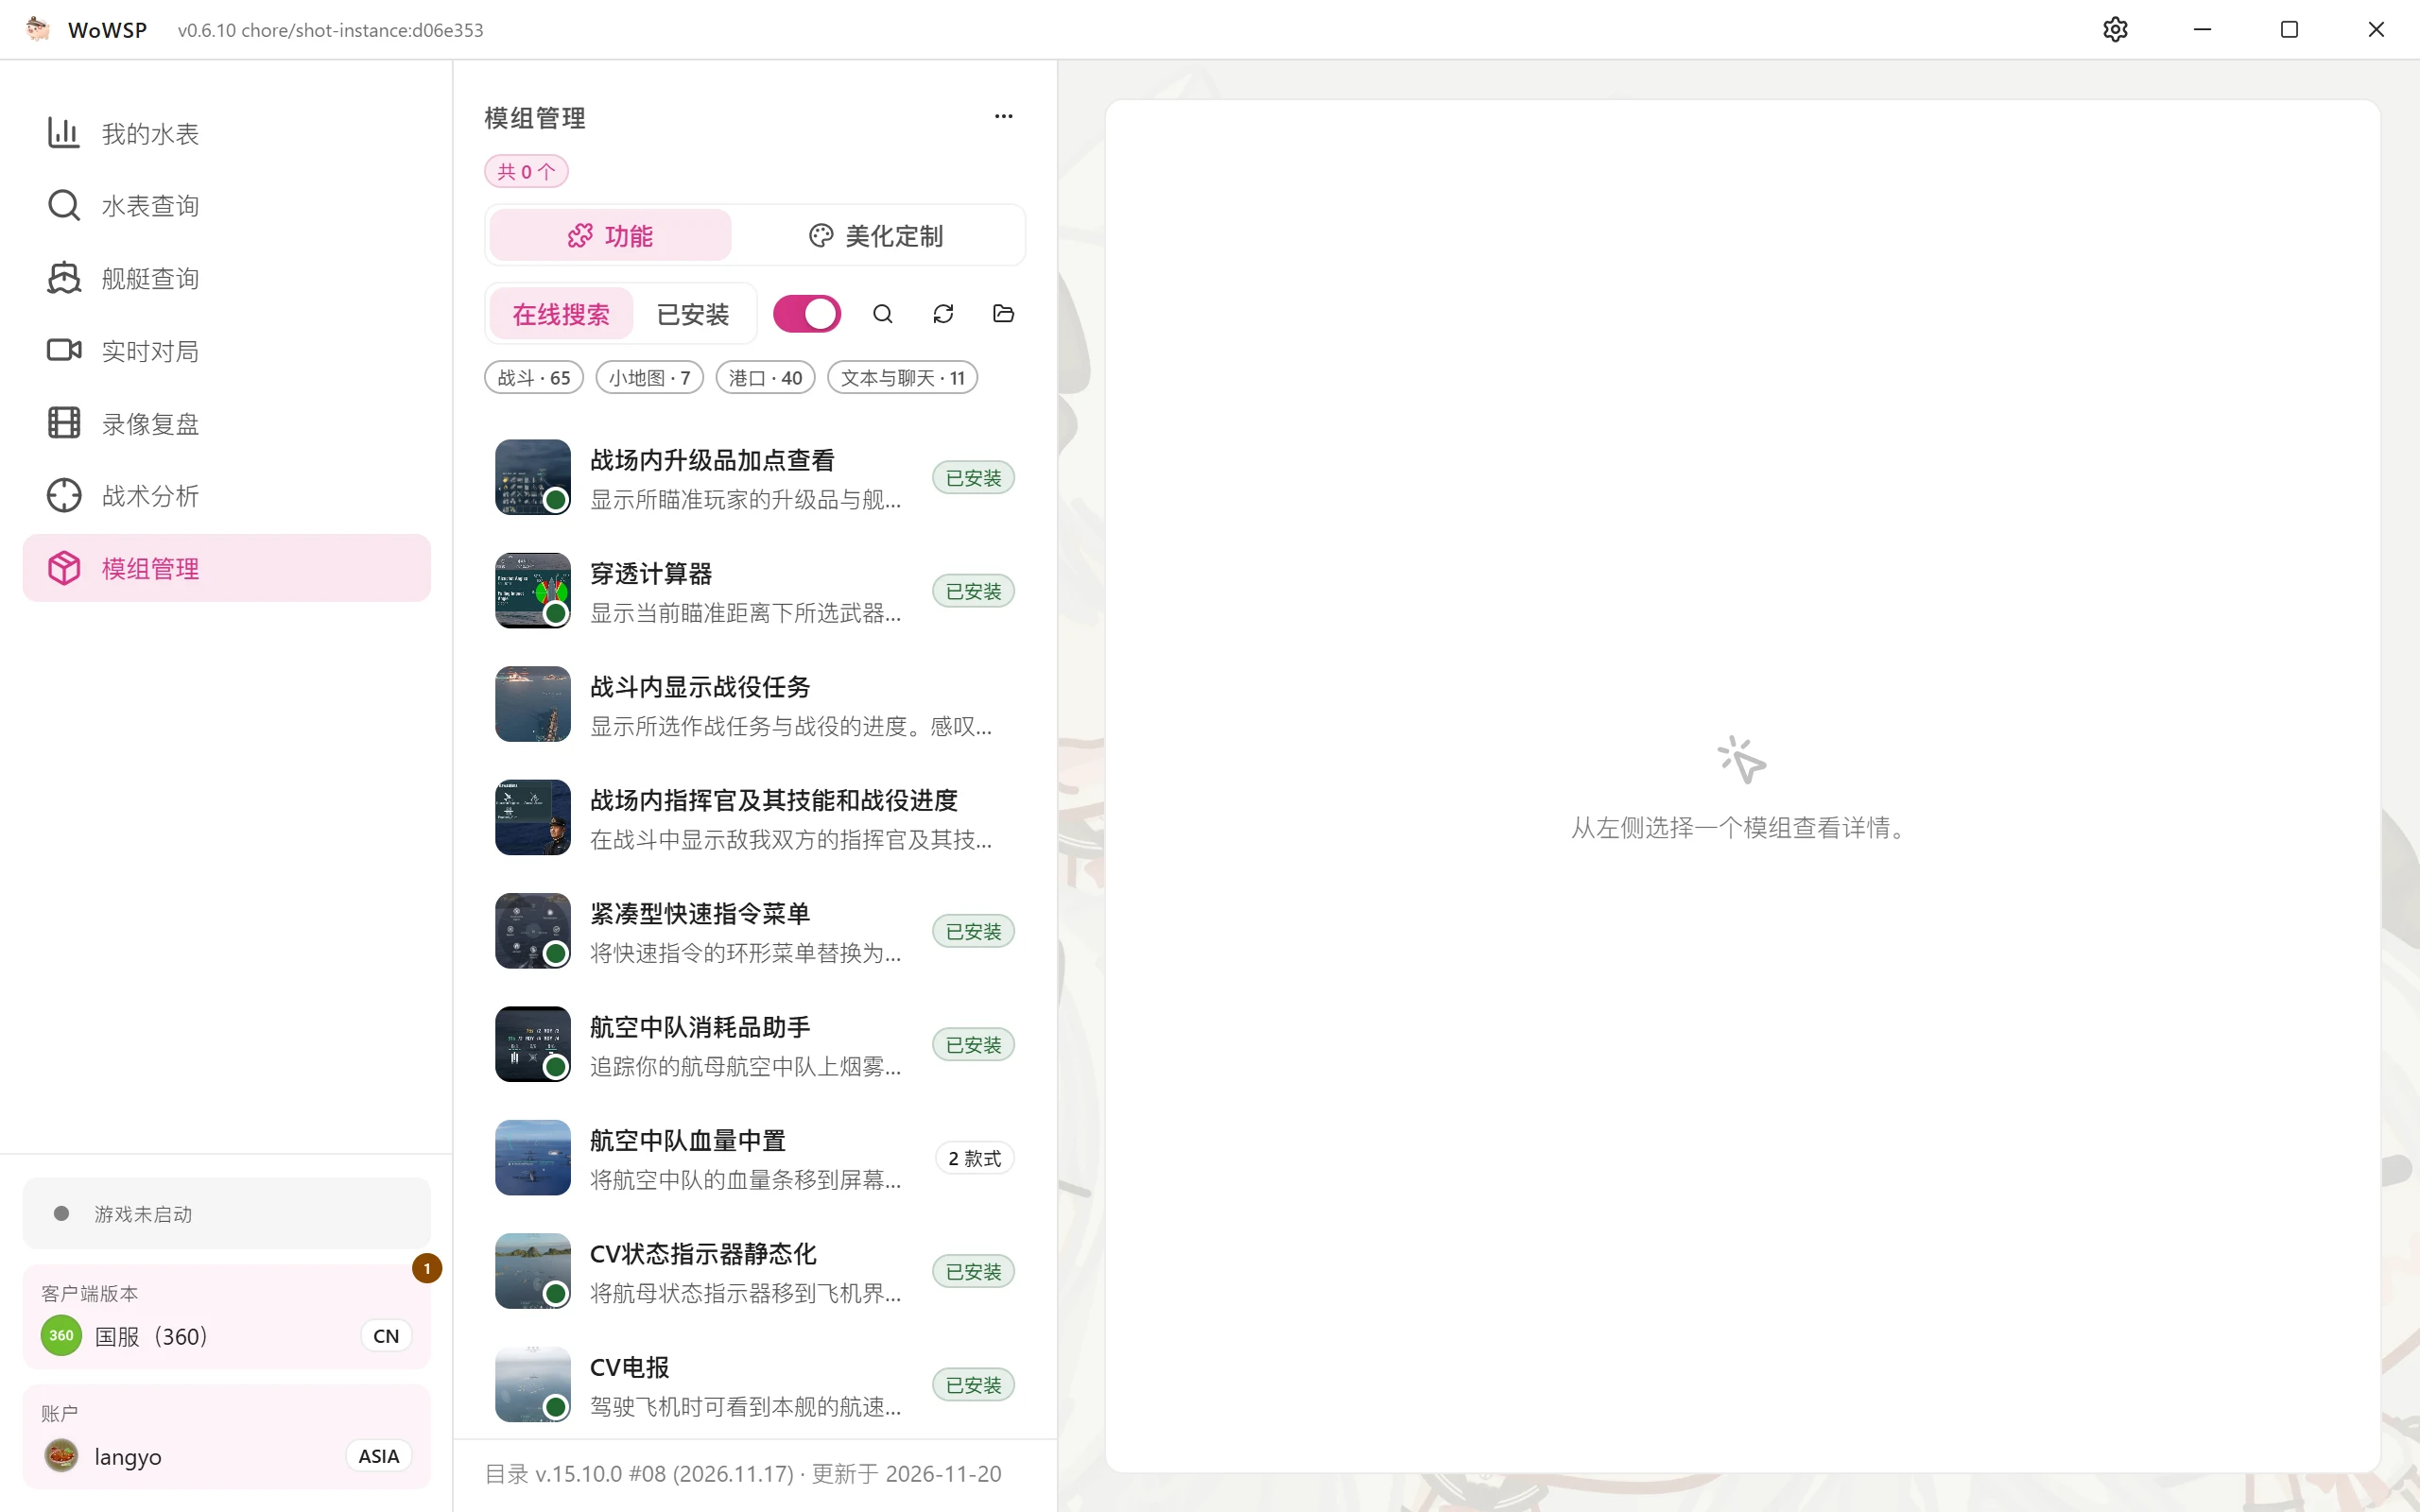 WoWSP v0.6.10 chore/shot-instance:d06e353
我的水表
水表查询
舰艇查询
实时对局
录像复盘
战术分析
模组管理
游戏未启动
1
客户端版本
360 国服（360） CN
账户
langyo ASIA
模组管理
共 0 个
功能 美化定制
在线搜索 已安装
战斗 · 65 小地图 · 7 港口 · 40 文本与聊天 · 11
战场内升级品加点查看
显示所瞄准玩家的升级品与舰...
已安装
穿透计算器
显示当前瞄准距离下所选武器...
已安装
战斗内显示战役任务
显示所选作战任务与战役的进度。感叹...
战场内指挥官及其技能和战役进度
在战斗中显示敌我双方的指挥官及其技...
紧凑型快速指令菜单
将快速指令的环形菜单替换为...
已安装
航空中队消耗品助手
追踪你的航母航空中队上烟雾...
已安装
航空中队血量中置
将航空中队的血量条移到屏幕...
2 款式
CV状态指示器静态化
将航母状态指示器移到飞机界...
已安装
CV电报
驾驶飞机时可看到本舰的航速...
已安装
目录 v.15.10.0 #08 (2026.11.17) · 更新于 2026-11-20
从左侧选择一个模组查看详情。